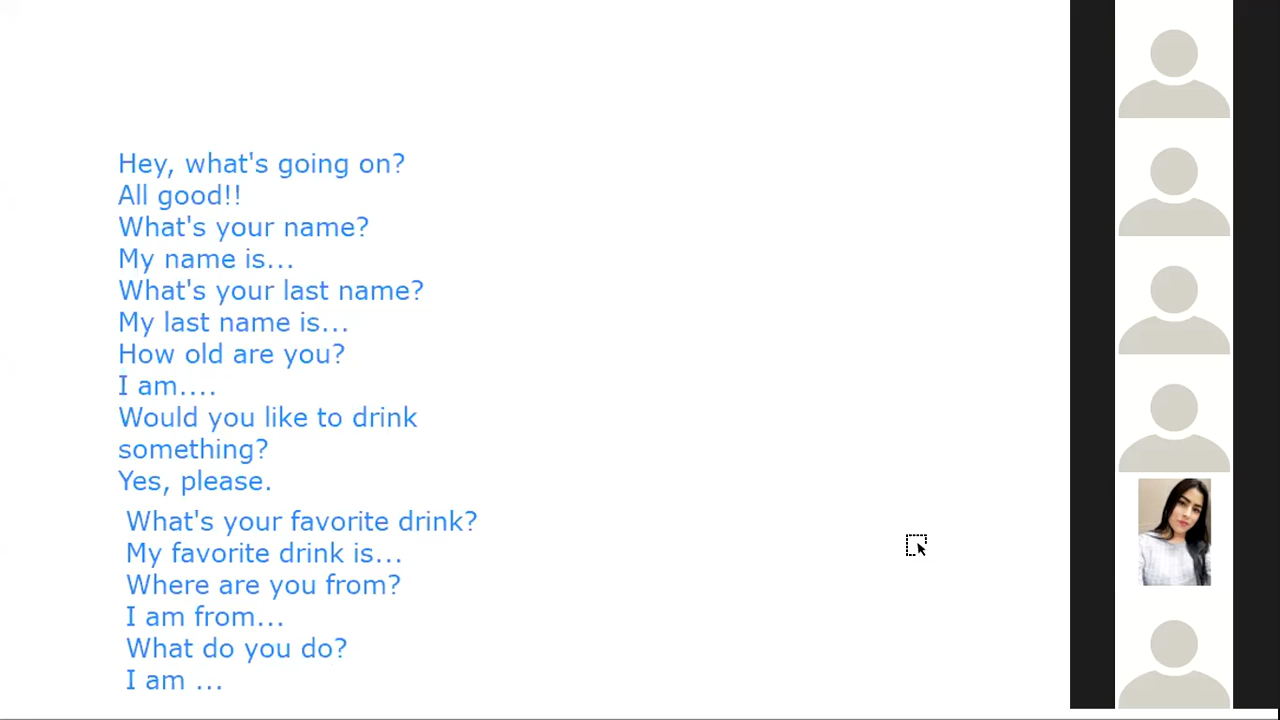 Hey, what's going on?
All good!!
What's your name?
My name is...
What's your last name?
My last name is...
How old are you?
I am....
Would you like to drink
something?
Yes, please.
What's your favorite drink?
My favorite drink is...
Where are you from?
I am from...
What do you do?
I am ...